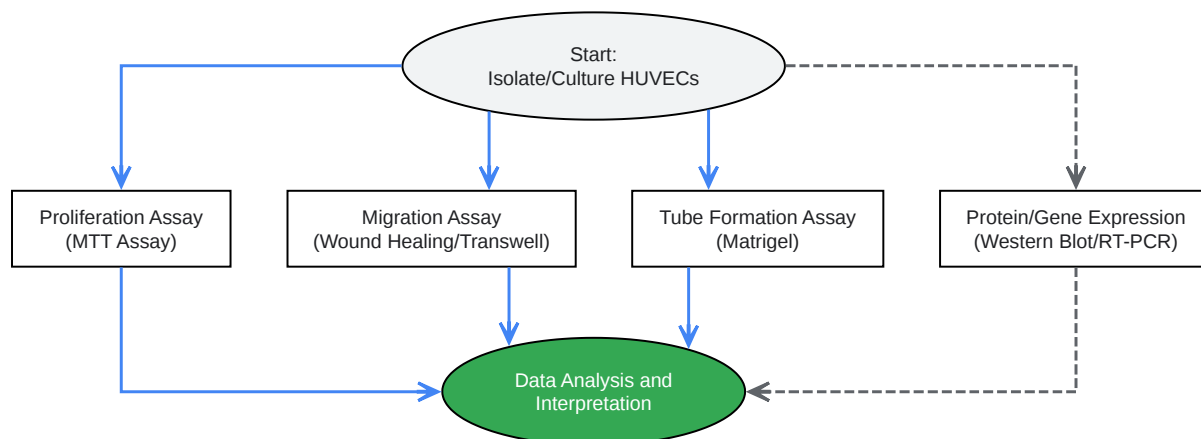 Start:
Isolate/Culture HUVECs
Proliferation Assay
(MTT Assay)
Migration Assay
(Wound Healing/Transwell)
Tube Formation Assay
(Matrigel)
Protein/Gene Expression
(Western Blot/RT-PCR)
Data Analysis and
Interpretation